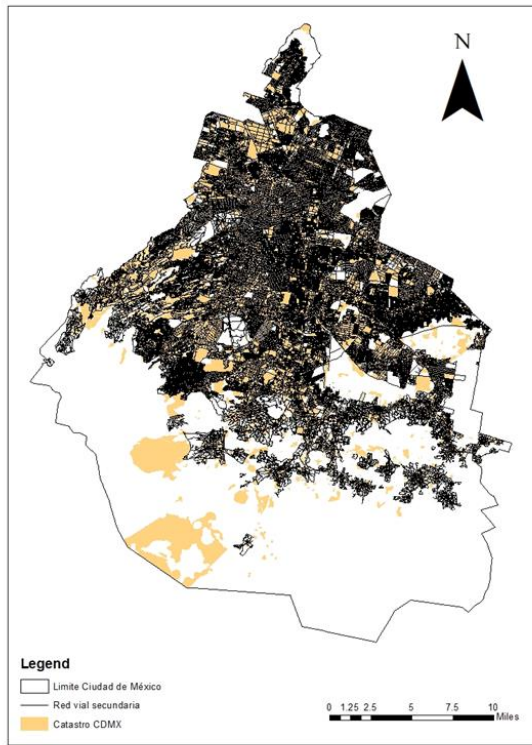 N
Legend
Limite Ciudad de México
Red vial secundaria
Catastro CDMX
0 1.25 2.5 5 7.5 10
Miles